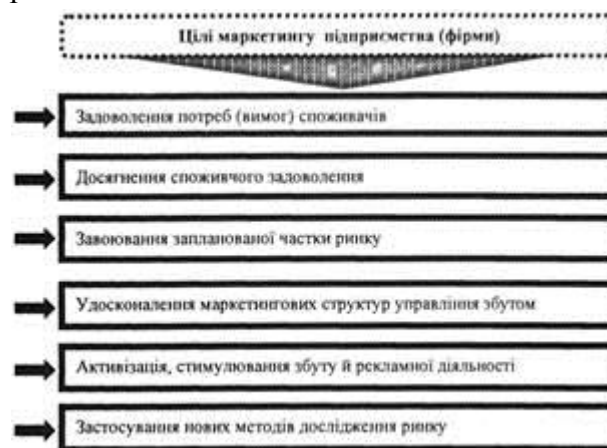 Цілі маркетингу підприємства (фірми)
Задоволення потреб (вимог) споживачів
Досягнення споживчого задоволення
Завоювання запланованої частки ринку
Удосконалення маркетингових структур управління збутом
Активізація, стимулювання збуту й рекламної діяльності
Застосування нових методів дослідження ринку